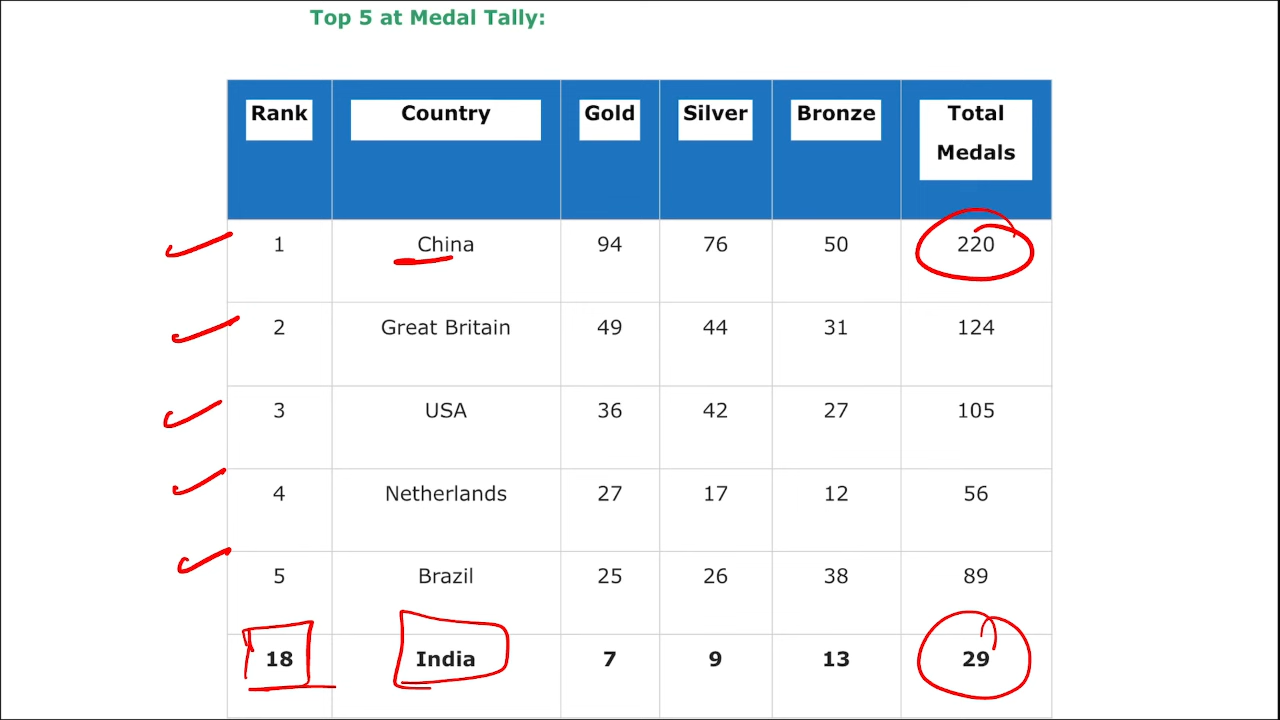 Top 5 at Medal Tally:
Rank Country Gold Silver Bronze Total Medals
1 China 94 76 50 220
2 Great Britain 49 44 31 124
3 USA 36 42 27 105
4 Netherlands 27 17 12 56
5 Brazil 25 26 38 89
18 India 7 9 13 29